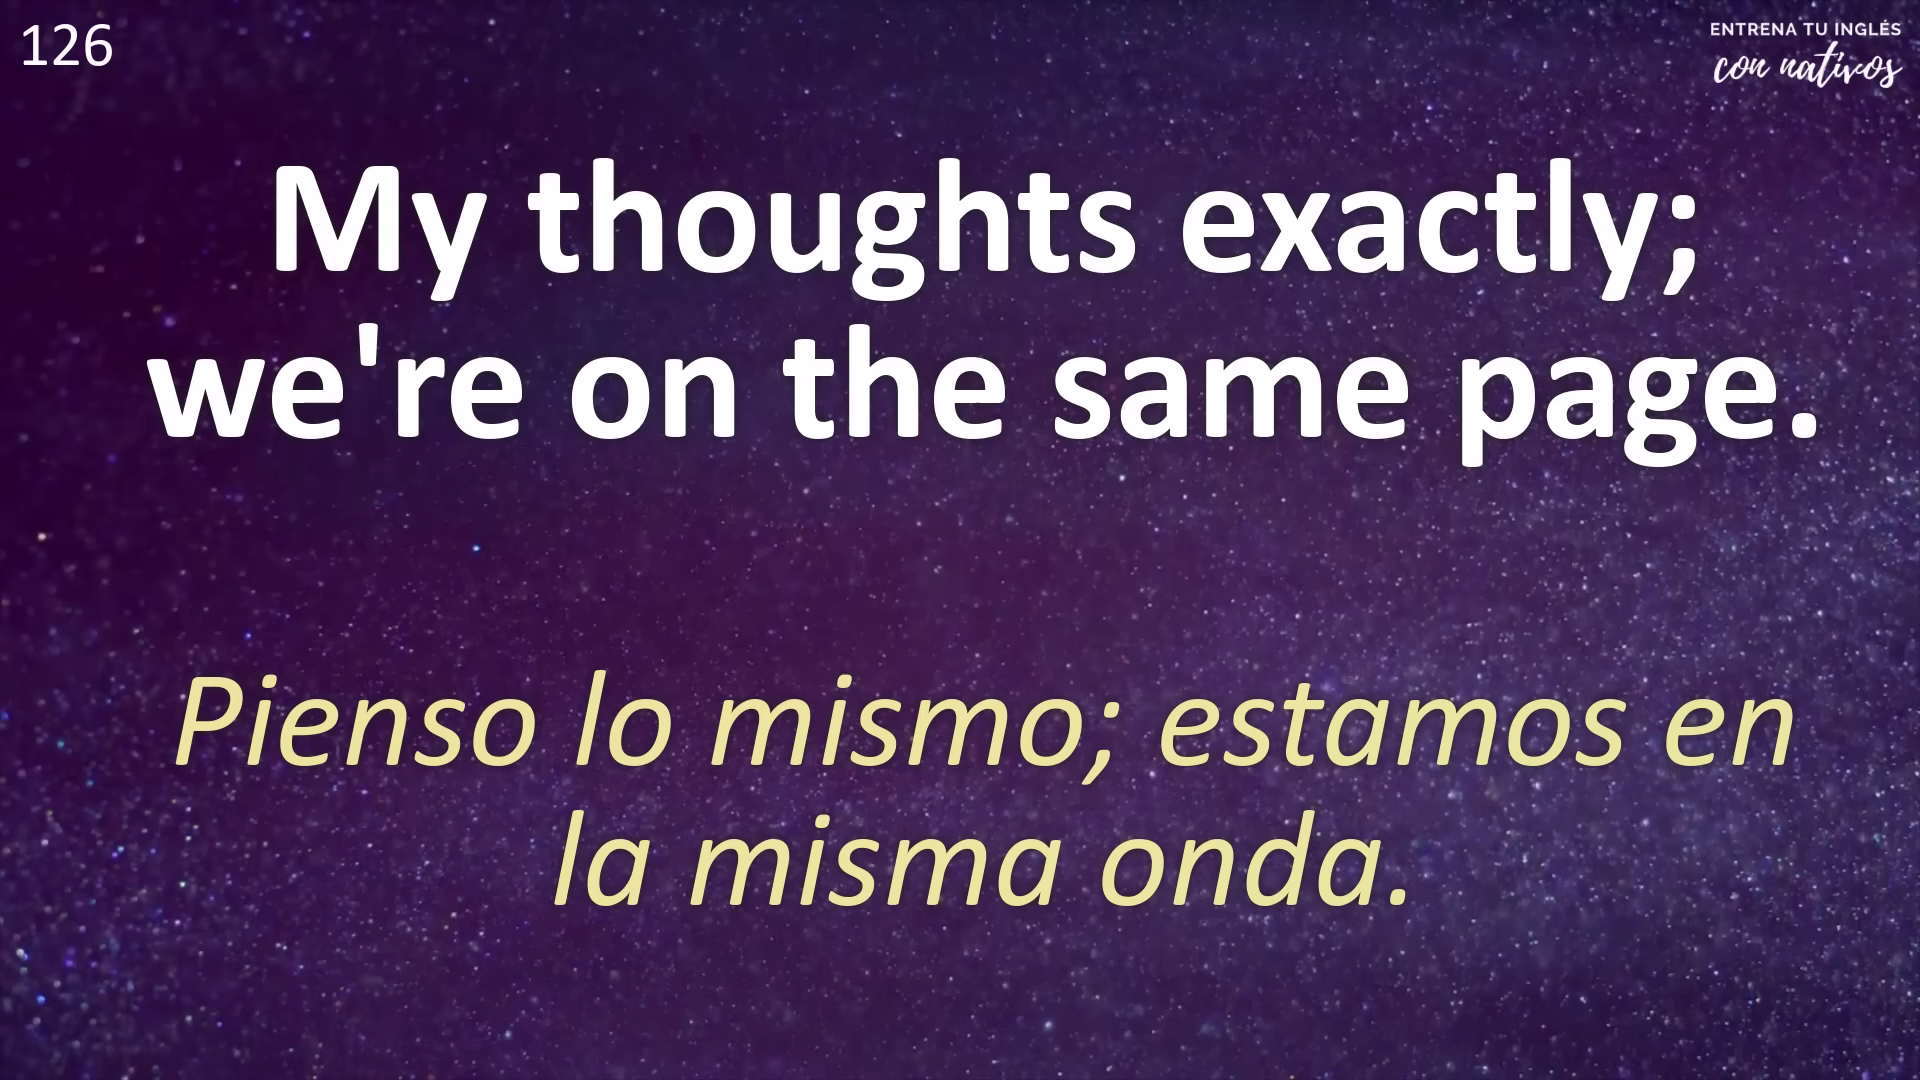 126
ENTRENA TU INGLÉS
con nativos
My thoughts exactly;
we're on the same page.
Pienso lo mismo; estamos en
la misma onda.